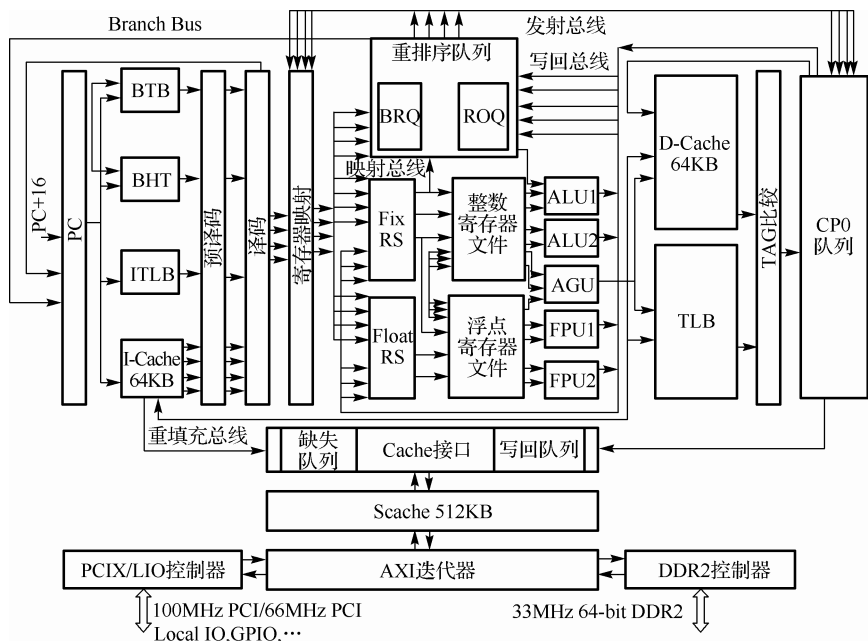 Branch Bus
发射总线
重排序队列
写回总线
BRQ
ROQ
映射总线
PC+16
PC
BTB
BHT
ITLB
I-Cache
64KB
预译码
译码
寄存器映射
Fix
RS
Float
RS
整数
寄存器
文件
浮点
寄存器
文件
ALU1
ALU2
AGU
FPU1
FPU2
D-Cache
64KB
TLB
TAG比较
CP0
队列
重填充总线
缺失
队列
Cache接口
写回队列
Scache 512KB
PCIX/LIO控制器
AXI迭代器
DDR2控制器
100MHz PCI/66MHz PCI
Local IO,GPIO,…
33MHz 64-bit DDR2